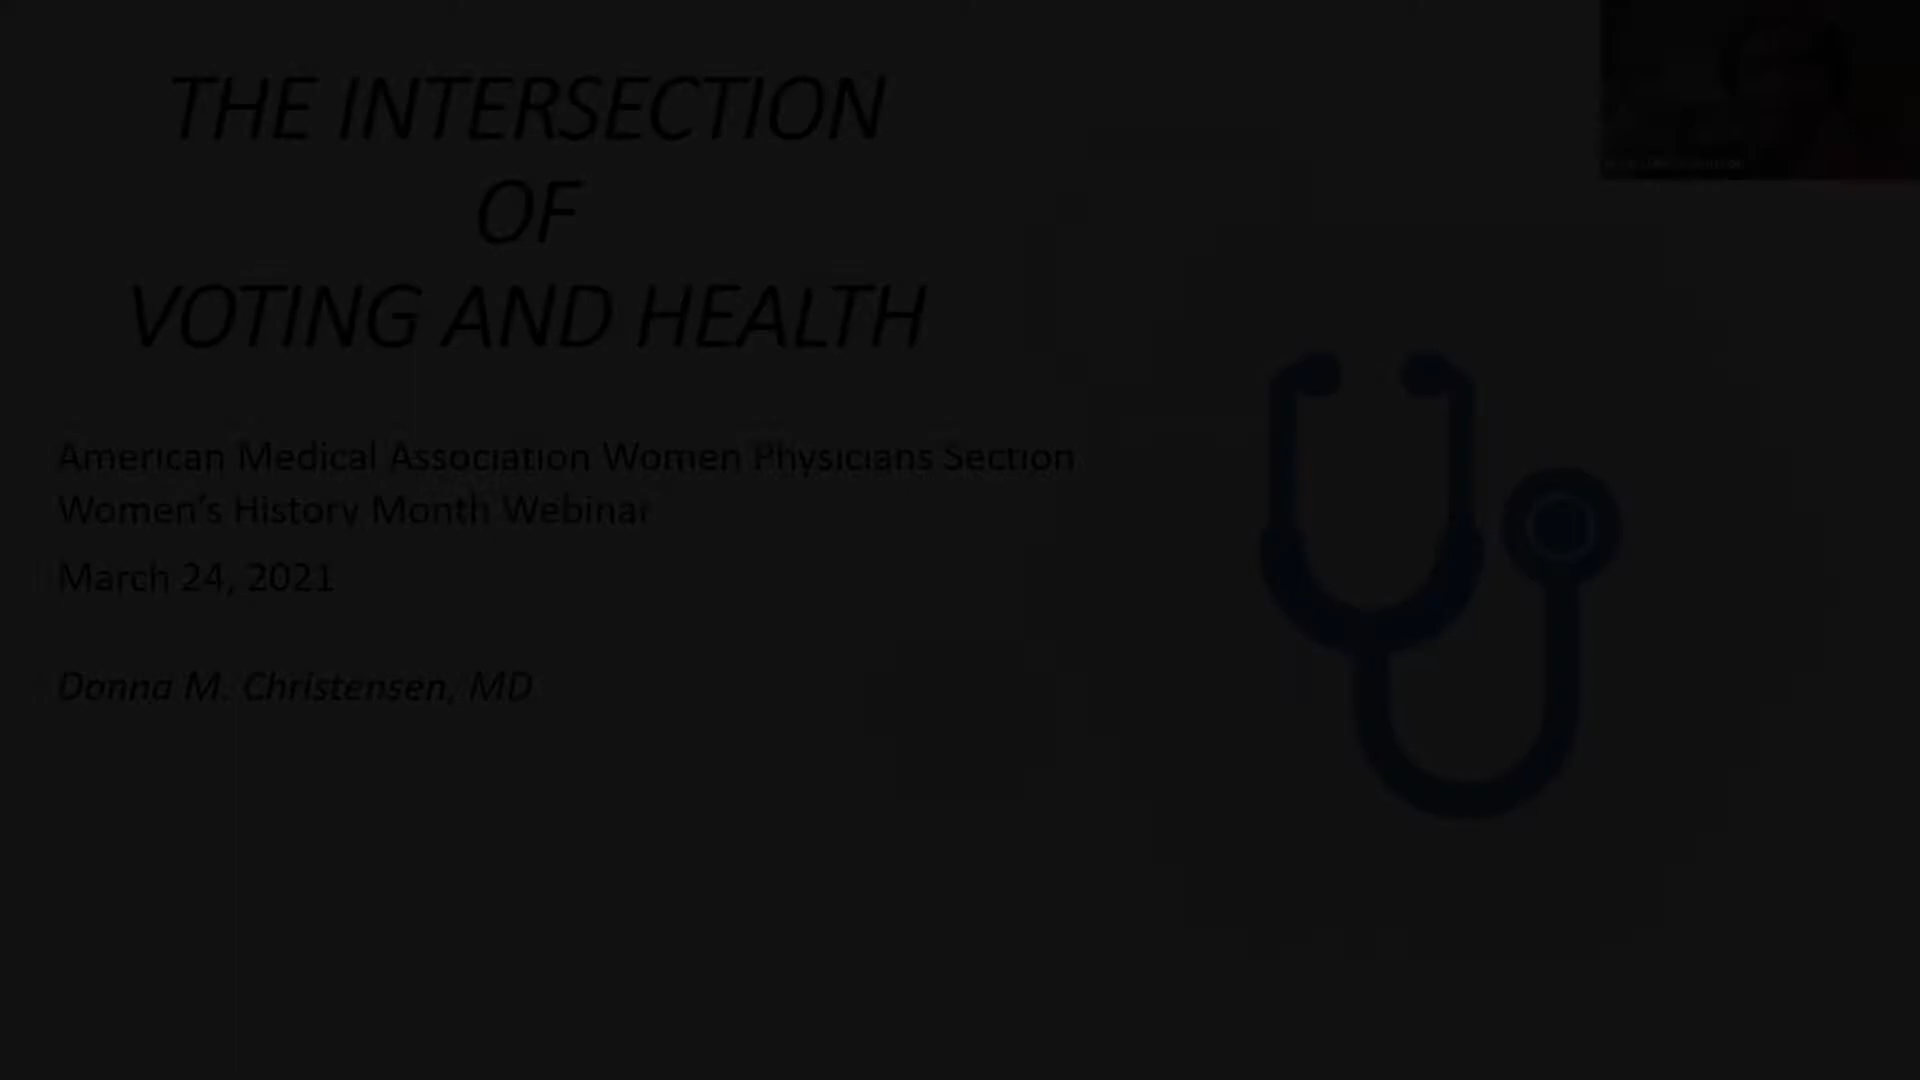 THE INTERSECTION
OF
VOTING AND HEALTH
American Medical Association Women Physicians Section
Women's History Month Webinar
March 24, 2021
Donna M. Christensen, MD